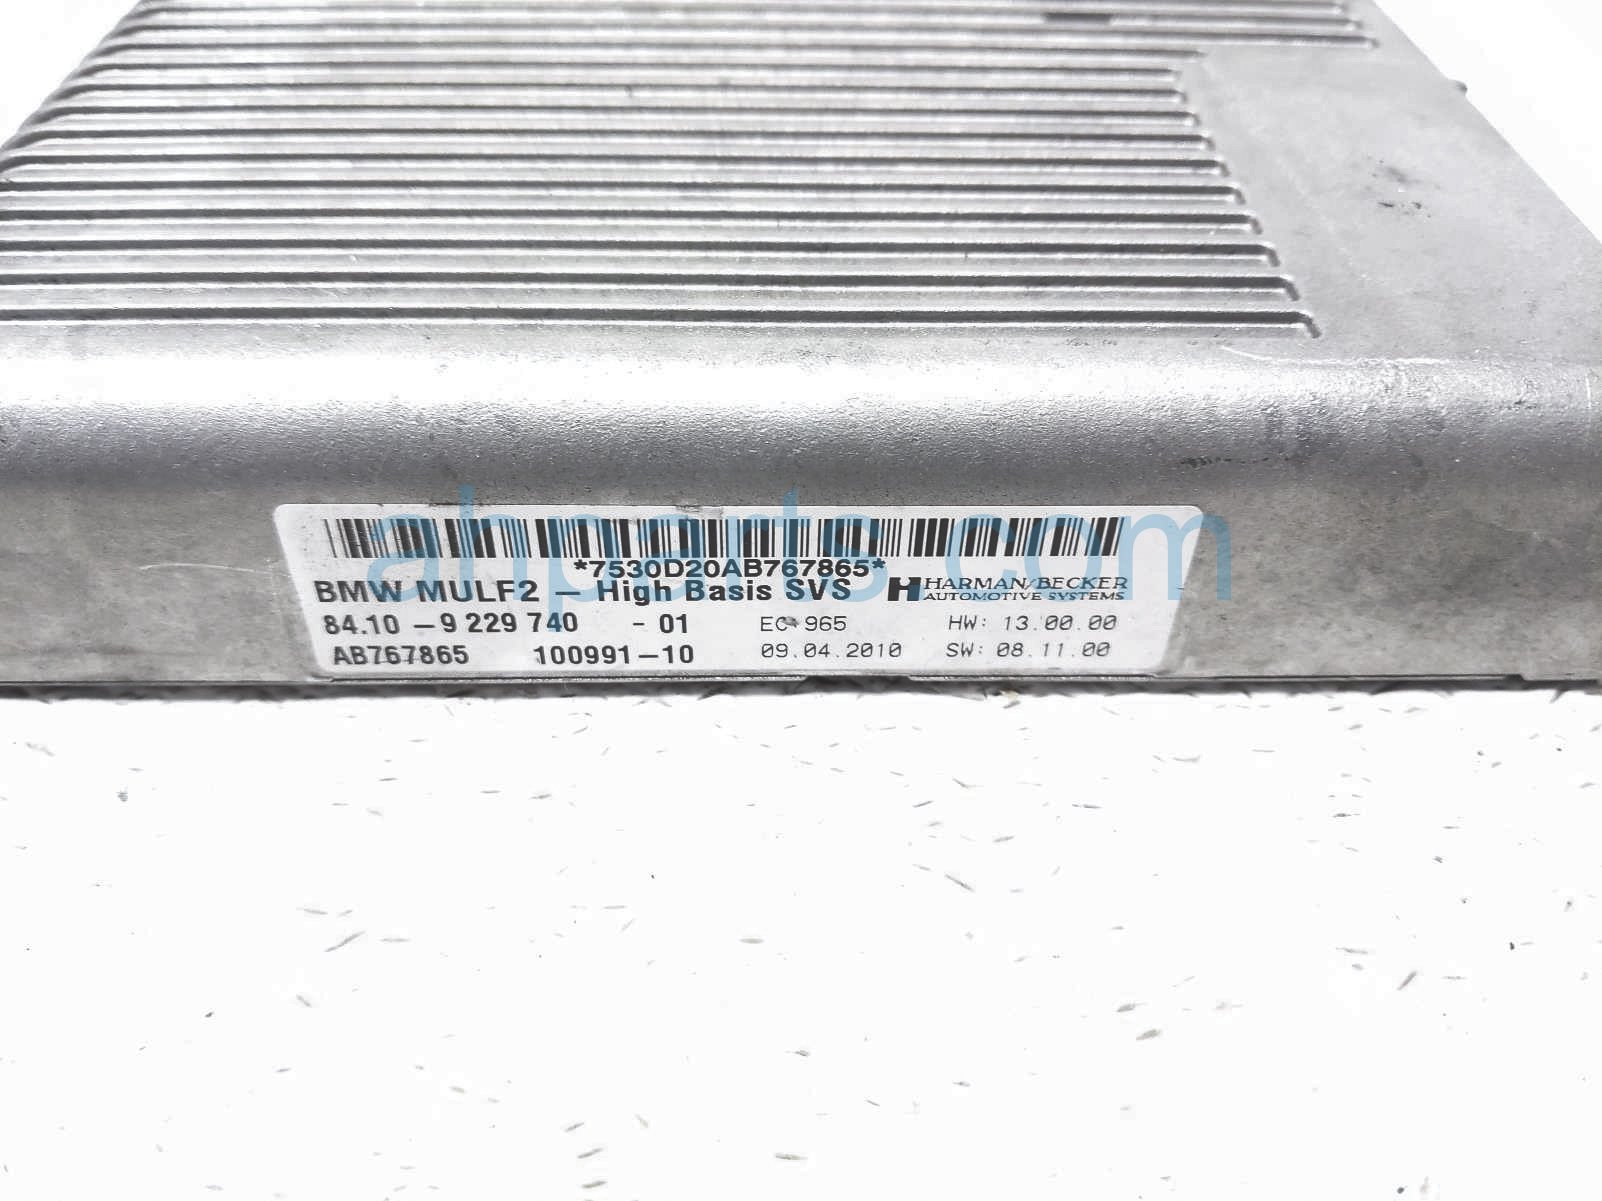 ahparts.com
*7530D20AB767865*
BMW MULF2 – High Basis SVS HARMAN/BECKER
AUTOMOTIVE SYSTEMS
84.10 – 9 229 740 - 01 EC 965 HW: 13.00.00
AB767865 100991–10 09.04.2010 SW: 08.11.00